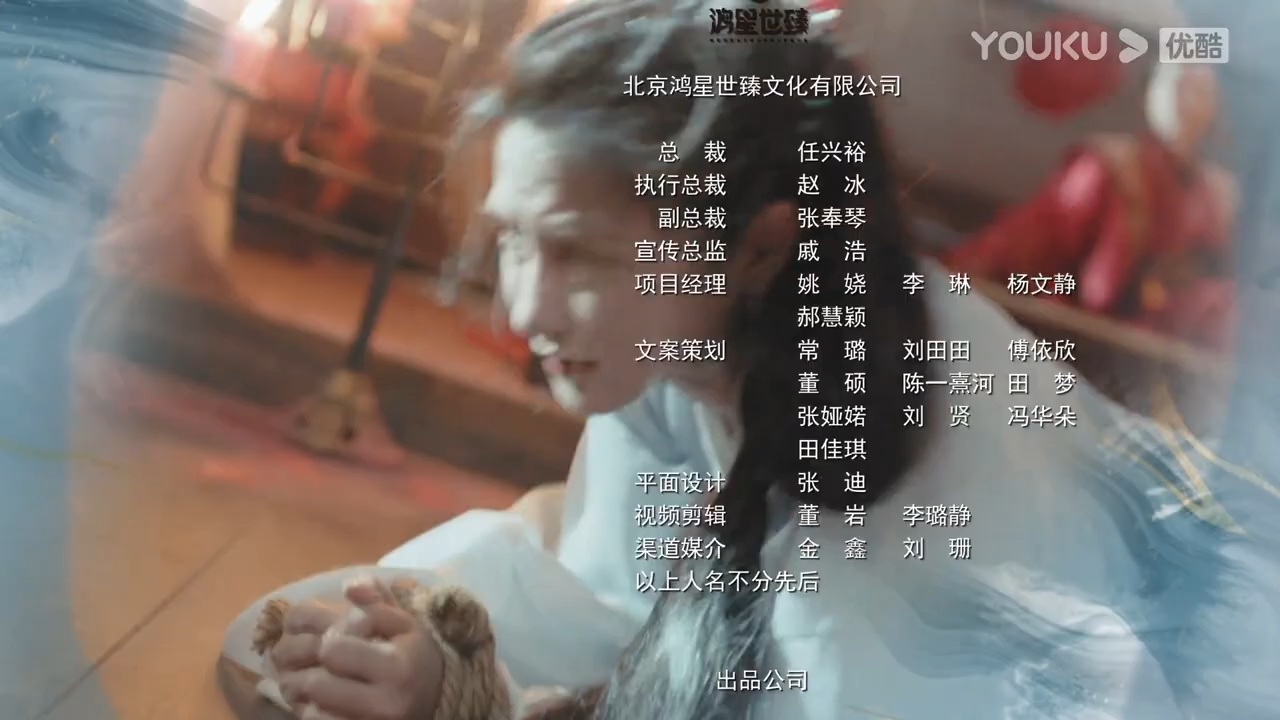 鸿星世臻
YOUKU 优酷
北京鸿星世臻文化有限公司
总 裁 任兴裕
执行总裁 赵 冰
副总裁 张奉琴
宣传总监 戚 浩
项目经理 姚 娆 李 琳 杨文静
郝慧颖
文案策划 常 璐 刘田田 傅依欣
董 硕 陈一熹河 田 梦
张娅婼 刘 贤 冯华朵
田佳琪
平面设计 张 迪
视频剪辑 董 岩 李璐静
渠道媒介 金 鑫 刘 珊
以上人名不分先后
出品公司